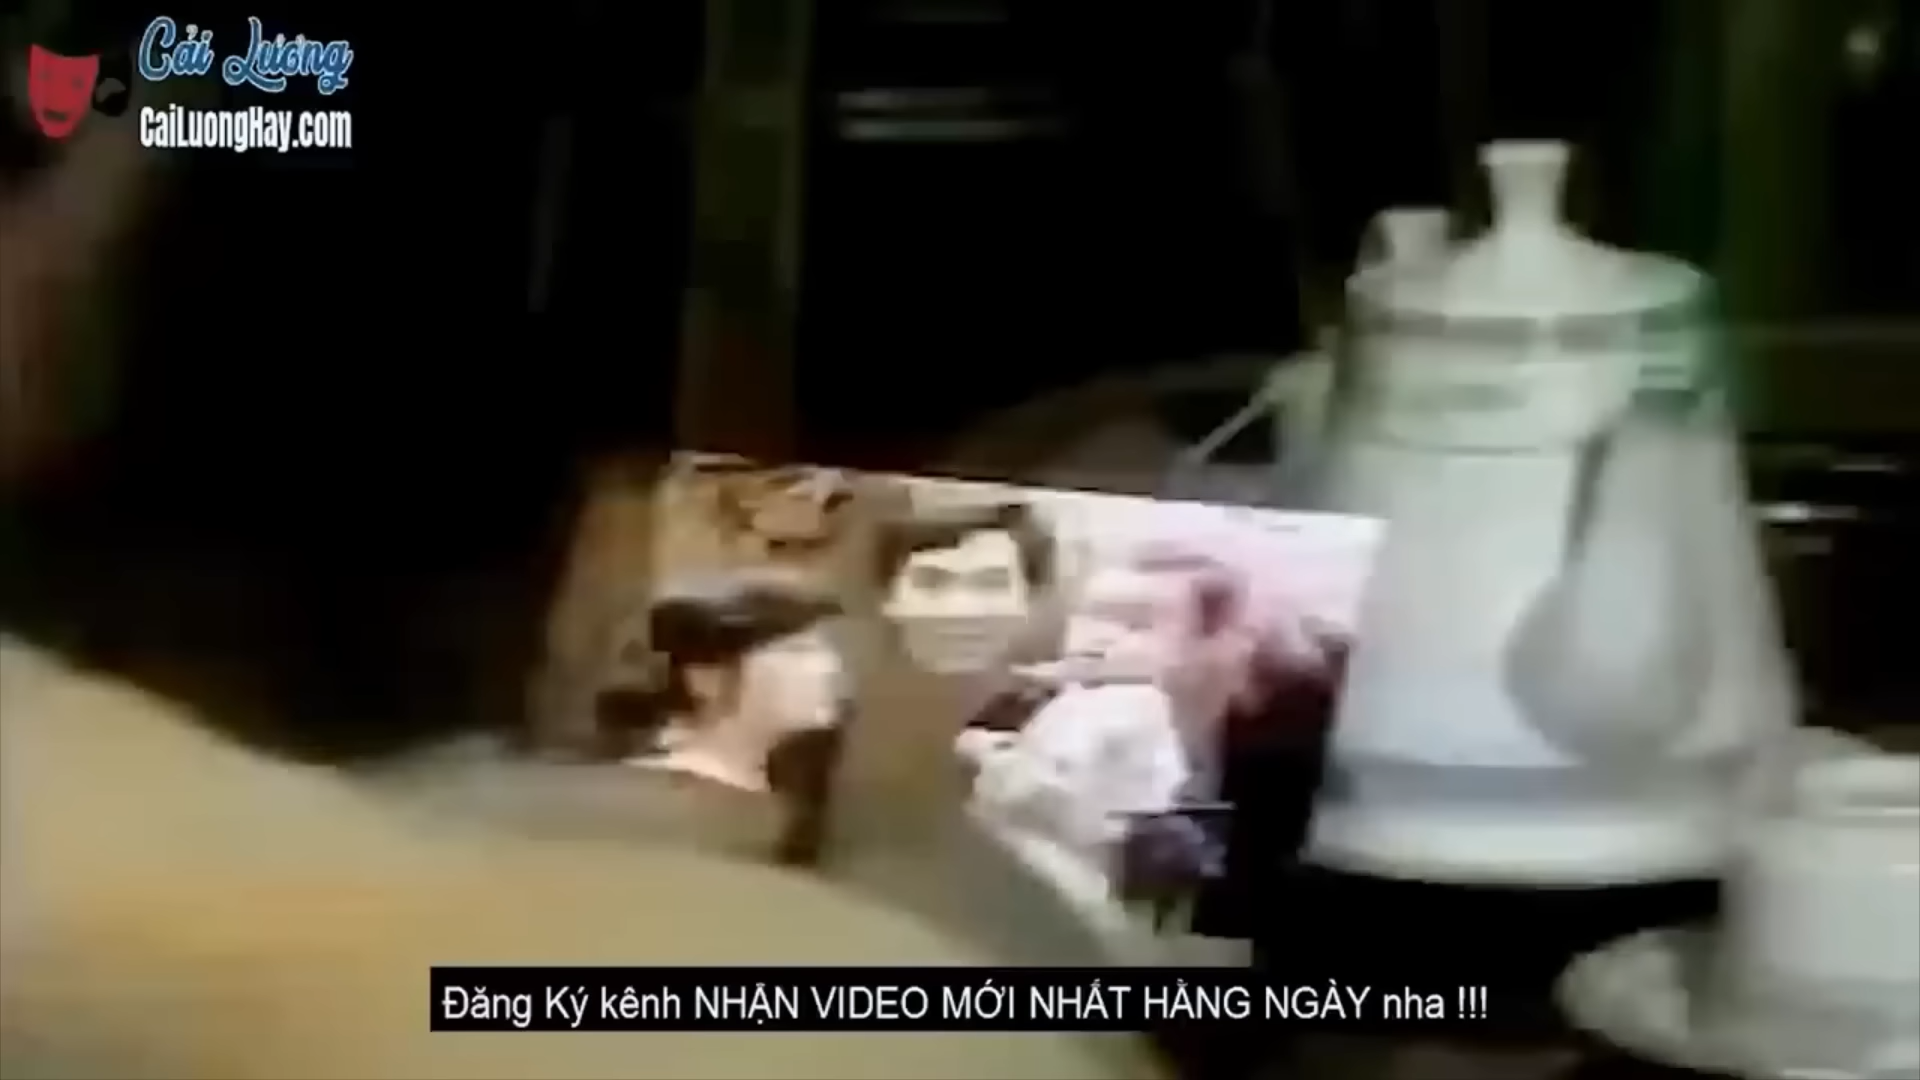 Cải Lương
CaiLuongHay.com
Đăng Ký kênh NHẬN VIDEO MỚI NHẤT HẰNG NGÀY nha !!!